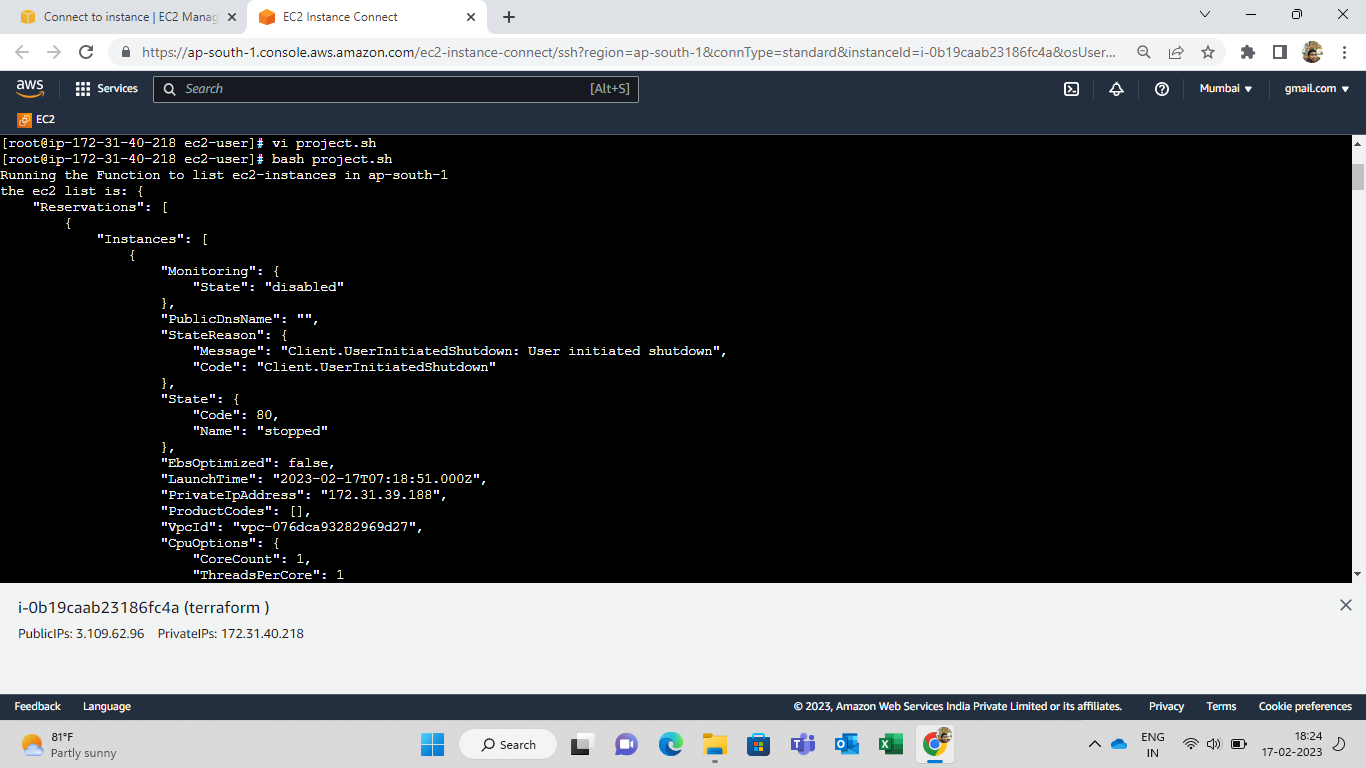 Connect to instance | EC2 Manag
EC2 Instance Connect
https://ap-south-1.console.aws.amazon.com/ec2-instance-connect/ssh?region=ap-south-1&connType=standard&instanceId=i-0b19caab23186fc4a&osUser...
aws
Services
Search
[Alt+S]
Mumbai
gmail.com
EC2
[root@ip-172-31-40-218 ec2-user]# vi project.sh
[root@ip-172-31-40-218 ec2-user]# bash project.sh
Running the Function to list ec2-instances in ap-south-1
the ec2 list is: {
    "Reservations": [
        {
            "Instances": [
                {
                    "Monitoring": {
                        "State": "disabled"
                    },
                    "PublicDnsName": "",
                    "StateReason": {
                        "Message": "Client.UserInitiatedShutdown: User initiated shutdown",
                        "Code": "Client.UserInitiatedShutdown"
                    },
                    "State": {
                        "Code": 80,
                        "Name": "stopped"
                    },
                    "EbsOptimized": false,
                    "LaunchTime": "2023-02-17T07:18:51.000Z",
                    "PrivateIpAddress": "172.31.39.188",
                    "ProductCodes": [],
                    "VpcId": "vpc-076dca93282969d27",
                    "CpuOptions": {
                        "CoreCount": 1,
                        "ThreadsPerCore": 1
i-0b19caab23186fc4a (terraform )
PublicIPs: 3.109.62.96 PrivateIPs: 172.31.40.218
Feedback
Language
© 2023, Amazon Web Services India Private Limited or its affiliates.
Privacy
Terms
Cookie preferences
81°F
Partly sunny
Search
ENG
IN
18:24
17-02-2023